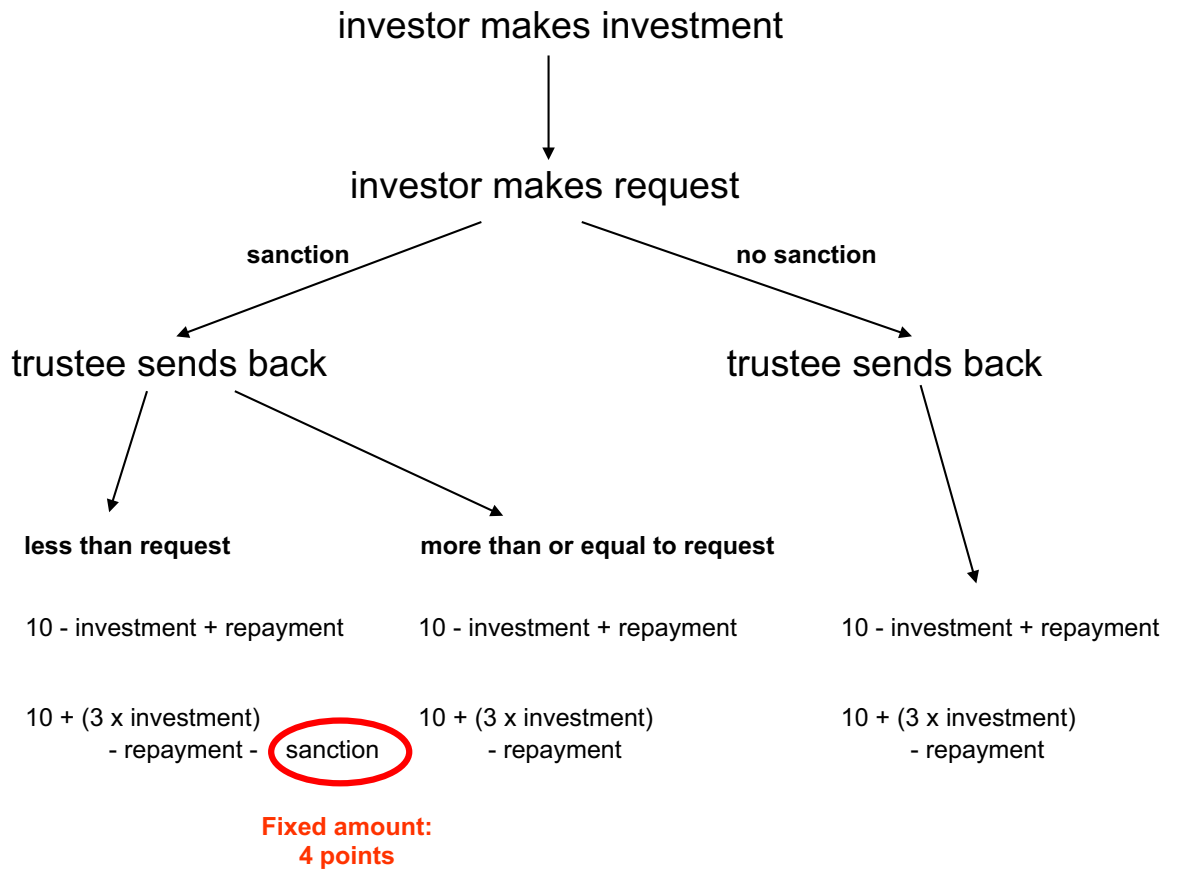 investor makes investment
investor makes request
sanction
no sanction
trustee sends back
trustee sends back
less than request
more than or equal to request
10 - investment + repayment
10 - investment + repayment
10 - investment + repayment
10 + (3 x investment)
- repayment - sanction
10 + (3 x investment)
- repayment
10 + (3 x investment)
- repayment
Fixed amount:
4 points